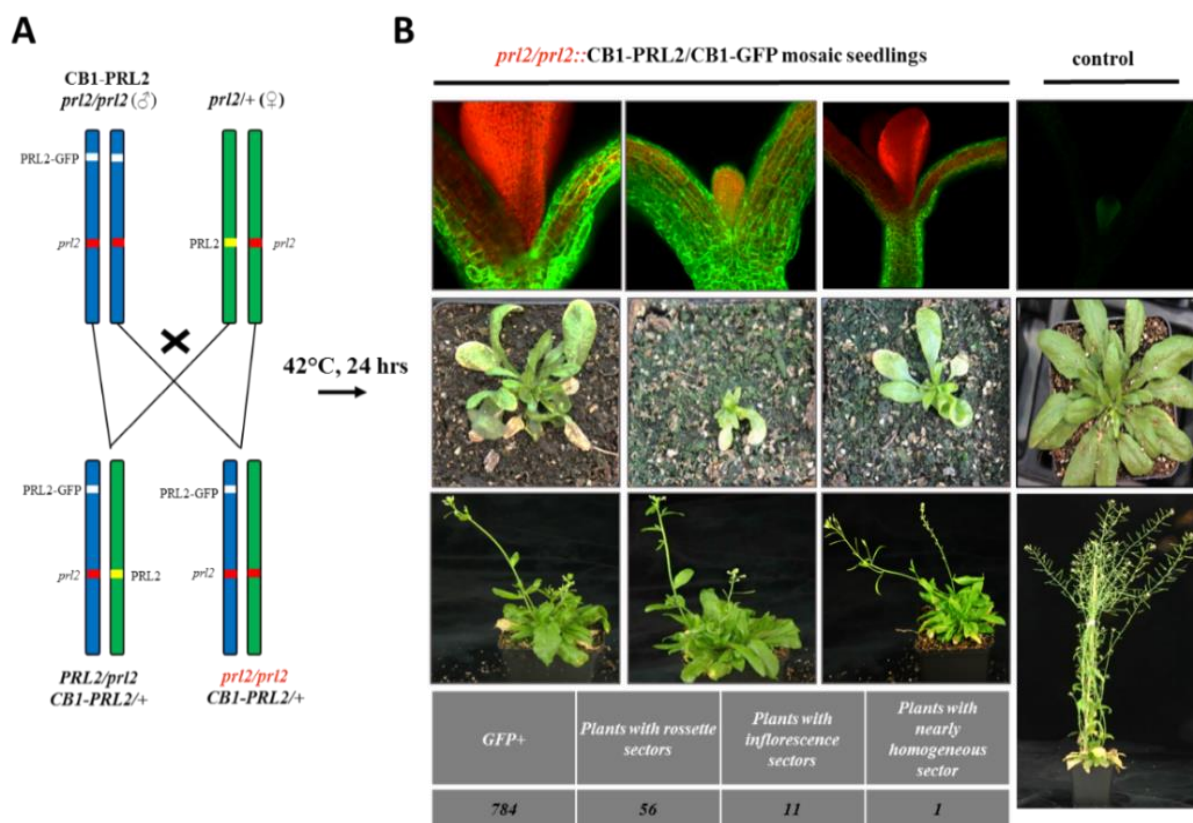 A
CB1-PRL2
prl2/prl2 (♂)
prl2/+ (♀)
PRL2-GFP
prl2
PRL2
prl2
42°C, 24 hrs
PRL2-GFP
PRL2-GFP
prl2
PRL2
prl2
PRL2/prl2
CB1-PRL2/+
prl2/prl2
CB1-PRL2/+
B
prl2/prl2::CB1-PRL2/CB1-GFP mosaic seedlings
control
GFP+
Plants with rossette
sectors
Plants with
inflorescence
sectors
Plants with
nearly
homogeneous
sector
784
56
11
1